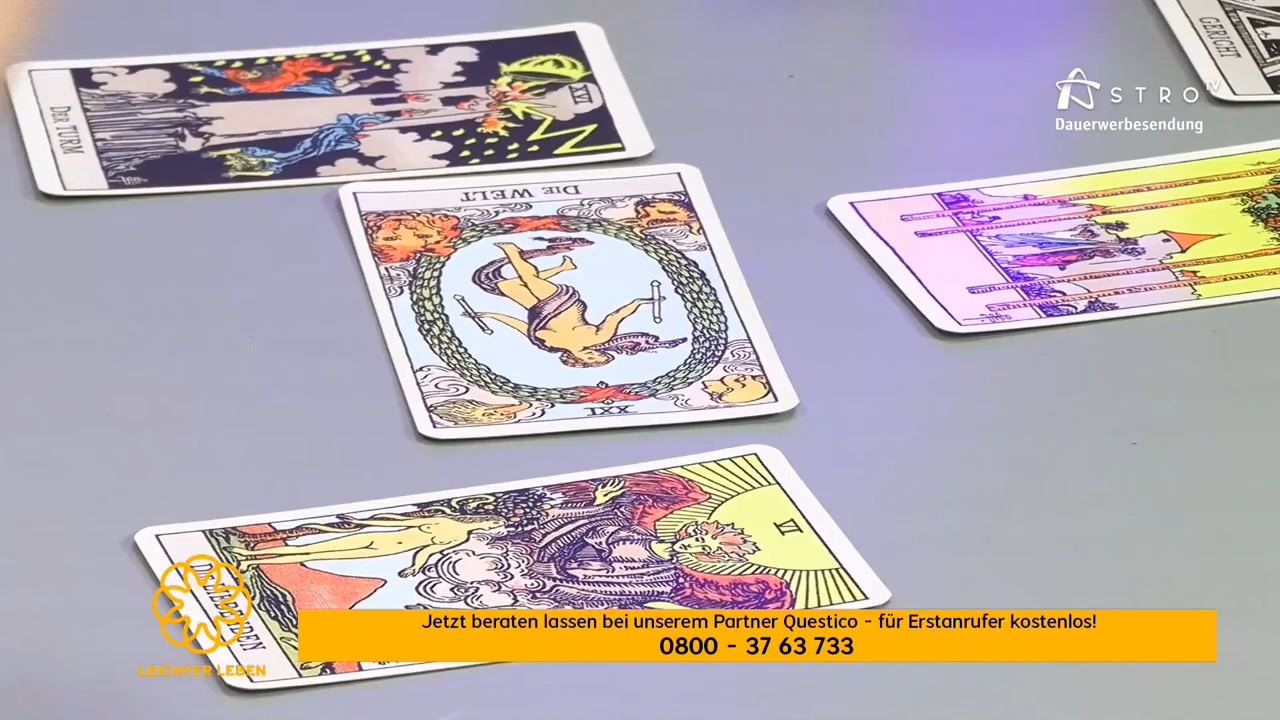 GERICHT
ASTRO TV
Dauerwerbesendung
DER TURM
XVI
DIE WELT
XXI
VI
Jetzt beraten lassen bei unserem Partner Questico - für Erstanrufer kostenlos!
0800 - 37 63 733
LEICHTER LEBEN